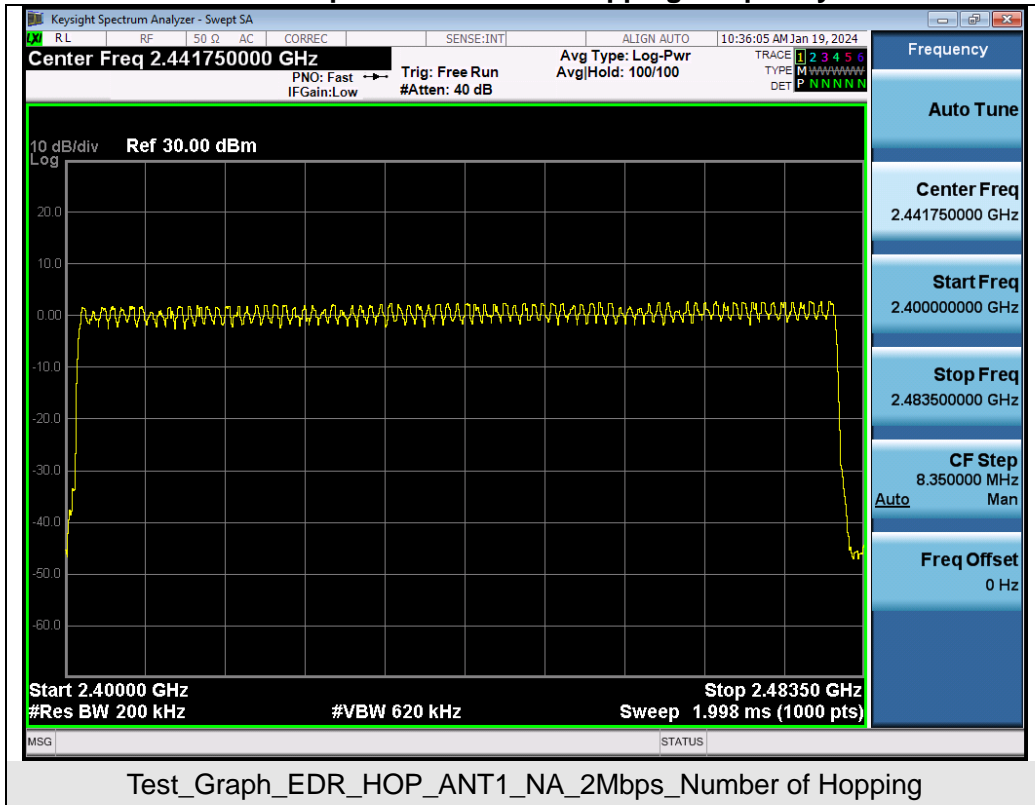 Keysight Spectrum Analyzer - Swept SA
LXI RL RF 50 Ω AC CORREC SENSE:INT ALIGN AUTO 10:36:05 AM Jan 19, 2024
Center Freq 2.441750000 GHz
PNO: Fast
IFGain:Low
Trig: Free Run
#Atten: 40 dB
Avg Type: Log-Pwr
Avg|Hold: 100/100
TRACE 1 2 3 4 5 6
TYPE M WWWWW
DET P N N N N N
10 dB/div Ref 30.00 dBm
Log
20.0
10.0
0.00
-10.0
-20.0
-30.0
-40.0
-50.0
-60.0
Start 2.40000 GHz Stop 2.48350 GHz
#Res BW 200 kHz #VBW 620 kHz Sweep 1.998 ms (1000 pts)
MSG STATUS
Frequency
Auto Tune
Center Freq
2.441750000 GHz
Start Freq
2.400000000 GHz
Stop Freq
2.483500000 GHz
CF Step
8.350000 MHz
Auto Man
Freq Offset
0 Hz
Test_Graph_EDR_HOP_ANT1_NA_2Mbps_Number of Hopping